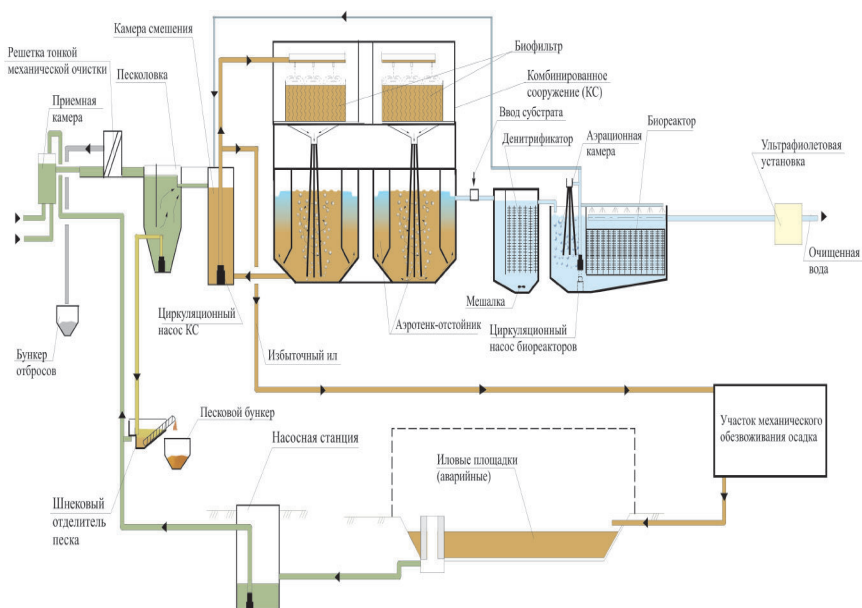 Камера смешения
Решетка тонкой
механической очистки
Песколовка
Приемная
камера
Биофильтр
Комбинированное
сооружение (КС)
Ввод субстрата
Денитрификатор
Аэрационная
камера
Биореактор
Ультрафиолетовая
установка
Очищенная
вода
Мешалка
Циркуляционный
насос КС
Аэротенк-отстойник
Циркуляционный
насос биореакторов
Избыточный ил
Бункер
отбросов
Песковой бункер
Насосная станция
Шнековый
отделитель
песка
Иловые площадки
(аварийные)
Участок механического
обезвоживания осадка